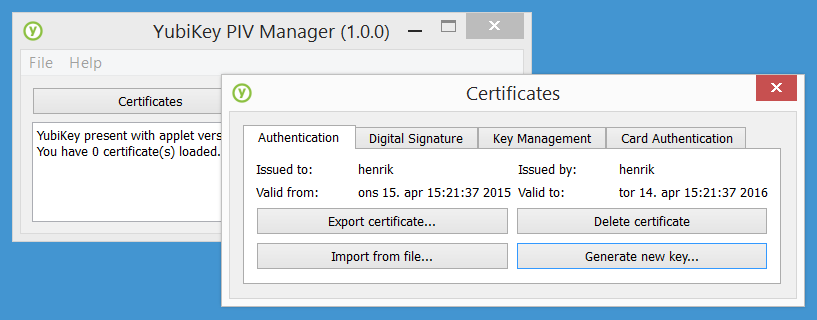 YubiKey PIV Manager (1.0.0)
File Help
Certificates
YubiKey present with applet vers
You have 0 certificate(s) loaded.
Certificates
Authentication Digital Signature Key Management Card Authentication
Issued to: henrik Issued by: henrik
Valid from: ons 15. apr 15:21:37 2015 Valid to: tor 14. apr 15:21:37 2016
Export certificate... Delete certificate
Import from file... Generate new key...